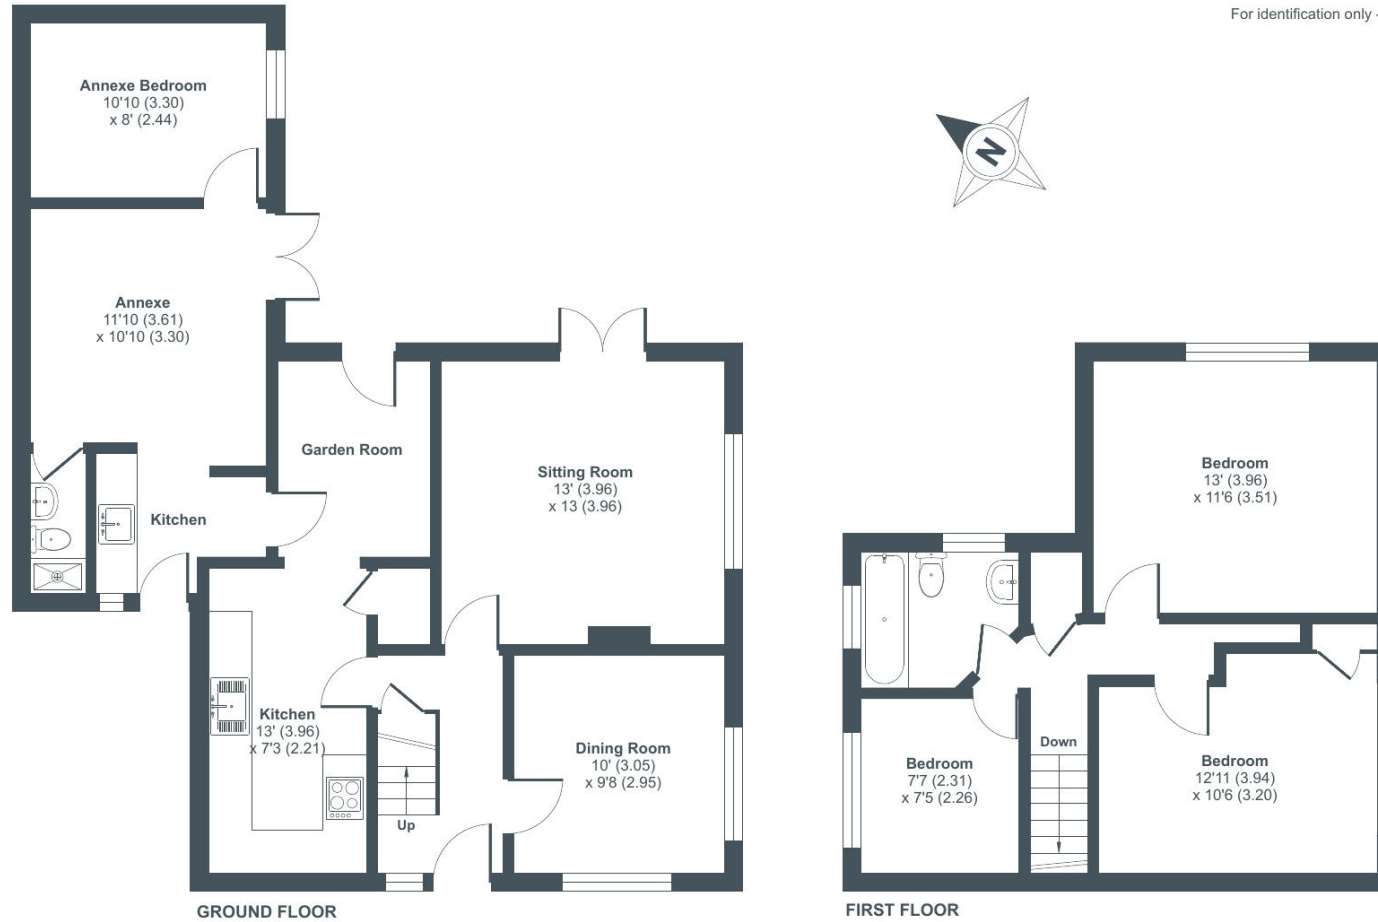 For identification only -
Annexe Bedroom
10'10 (3.30)
x 8' (2.44)
N
Annexe
11'10 (3.61)
x 10'10 (3.30)
Garden Room
Sitting Room
13' (3.96)
x 13 (3.96)
Kitchen
Kitchen
13' (3.96)
x 7'3 (2.21)
Up
Dining Room
10' (3.05)
x 9'8 (2.95)
GROUND FLOOR
Bedroom
13' (3.96)
x 11'6 (3.51)
Bedroom
7'7 (2.31)
x 7'5 (2.26)
Down
Bedroom
12'11 (3.94)
x 10'6 (3.20)
FIRST FLOOR